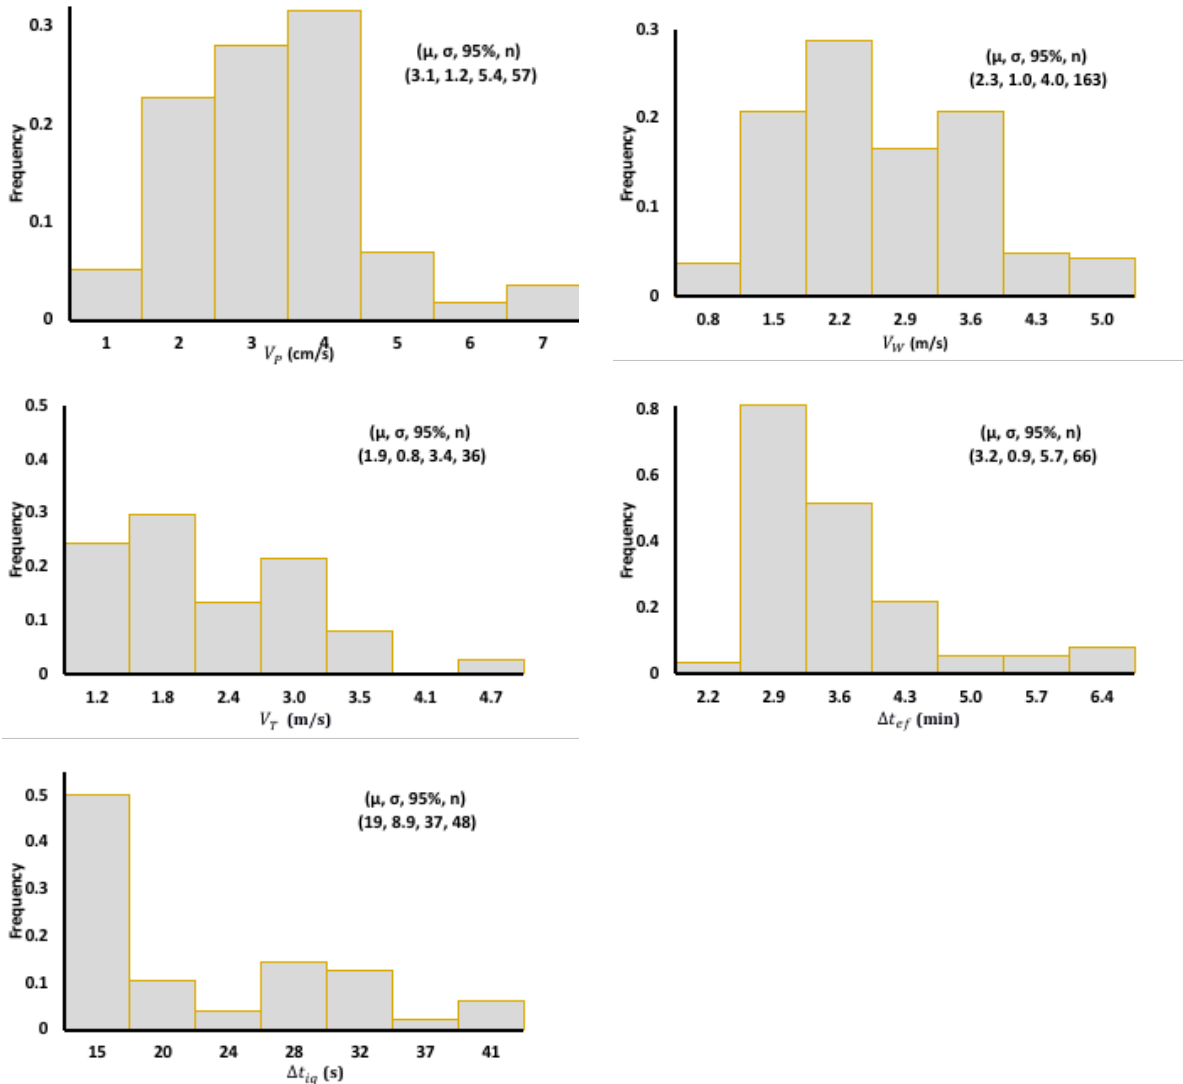 0.3
0.2
0.1
0
Frequency
(μ, σ, 95%, n)
(3.1, 1.2, 5.4, 57)
1 2 3 4 5 6 7
V_P (cm/s)
0.3
0.2
0.1
0
Frequency
(μ, σ, 95%, n)
(2.3, 1.0, 4.0, 163)
0.8 1.5 2.2 2.9 3.6 4.3 5.0
V_W (m/s)
0.5
0.4
0.3
0.2
0.1
0
Frequency
(μ, σ, 95%, n)
(1.9, 0.8, 3.4, 36)
1.2 1.8 2.4 3.0 3.5 4.1 4.7
V_T (m/s)
0.8
0.6
0.4
0.2
0
Frequency
(μ, σ, 95%, n)
(3.2, 0.9, 5.7, 66)
2.2 2.9 3.6 4.3 5.0 5.7 6.4
Δt_ef (min)
0.5
0.4
0.3
0.2
0.1
0
Frequency
(μ, σ, 95%, n)
(19, 8.9, 37, 48)
15 20 24 28 32 37 41
Δt_ig (s)